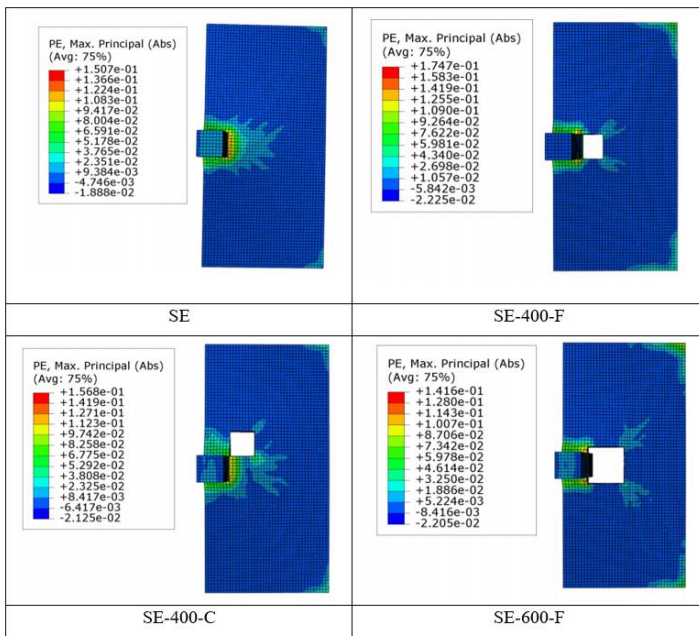 PE, Max. Principal (Abs)
(Avg: 75%)
+1.507e-01
+1.366e-01
+1.224e-01
+1.083e-01
+9.417e-02
+8.004e-02
+6.591e-02
+5.178e-02
+3.765e-02
+2.351e-02
+9.384e-03
-4.746e-03
-1.888e-02
SE
PE, Max. Principal (Abs)
(Avg: 75%)
+1.747e-01
+1.583e-01
+1.419e-01
+1.255e-01
+1.090e-01
+9.264e-02
+7.622e-02
+5.981e-02
+4.340e-02
+2.698e-02
+1.057e-02
-5.842e-03
-2.225e-02
SE-400-F
PE, Max. Principal (Abs)
(Avg: 75%)
+1.568e-01
+1.419e-01
+1.271e-01
+1.123e-01
+9.742e-02
+8.258e-02
+6.775e-02
+5.292e-02
+3.808e-02
+2.325e-02
+8.417e-03
-6.417e-03
-2.125e-02
SE-400-C
PE, Max. Principal (Abs)
(Avg: 75%)
+1.416e-01
+1.280e-01
+1.143e-01
+1.007e-01
+8.706e-02
+7.342e-02
+5.978e-02
+4.614e-02
+3.250e-02
+1.886e-02
+5.224e-03
-8.416e-03
-2.205e-02
SE-600-F